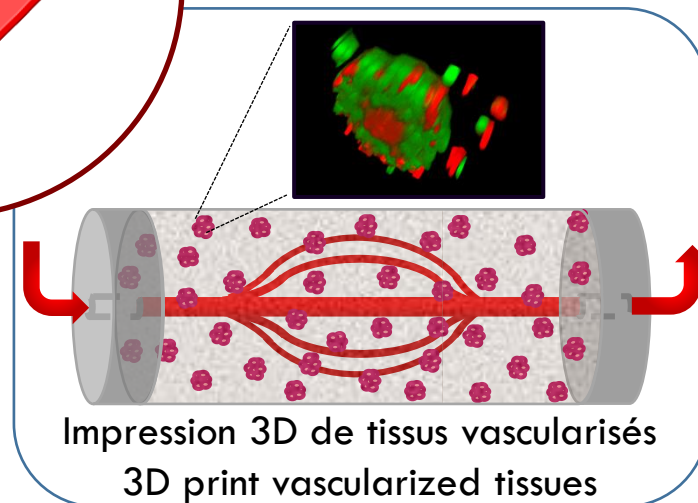 Impression 3D de tissus vascularisés
3D print vascularized tissues